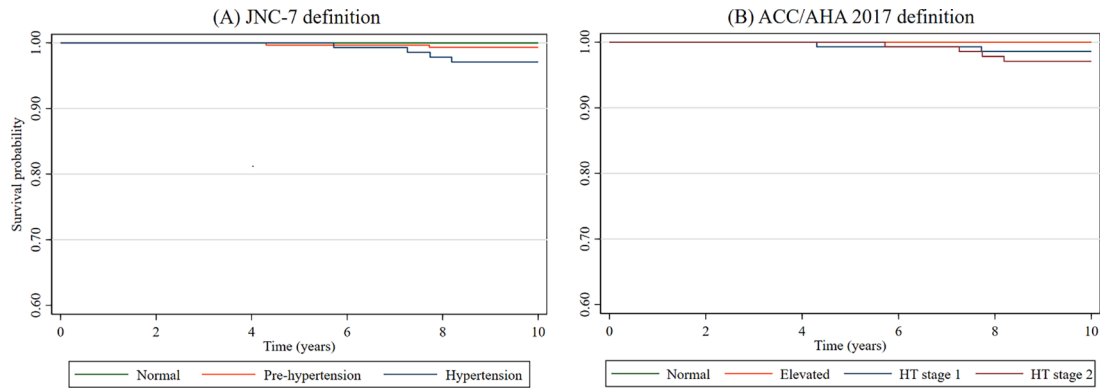 (A) JNC-7 definition
Survival probability
1.00
0.90
0.80
0.70
0.60
0 2 4 6 8 10
Time (years)
Normal Pre-hypertension Hypertension
(B) ACC/AHA 2017 definition
1.00
0.90
0.80
0.70
0.60
0 2 4 6 8 10
Time (years)
Normal Elevated HT stage 1 HT stage 2